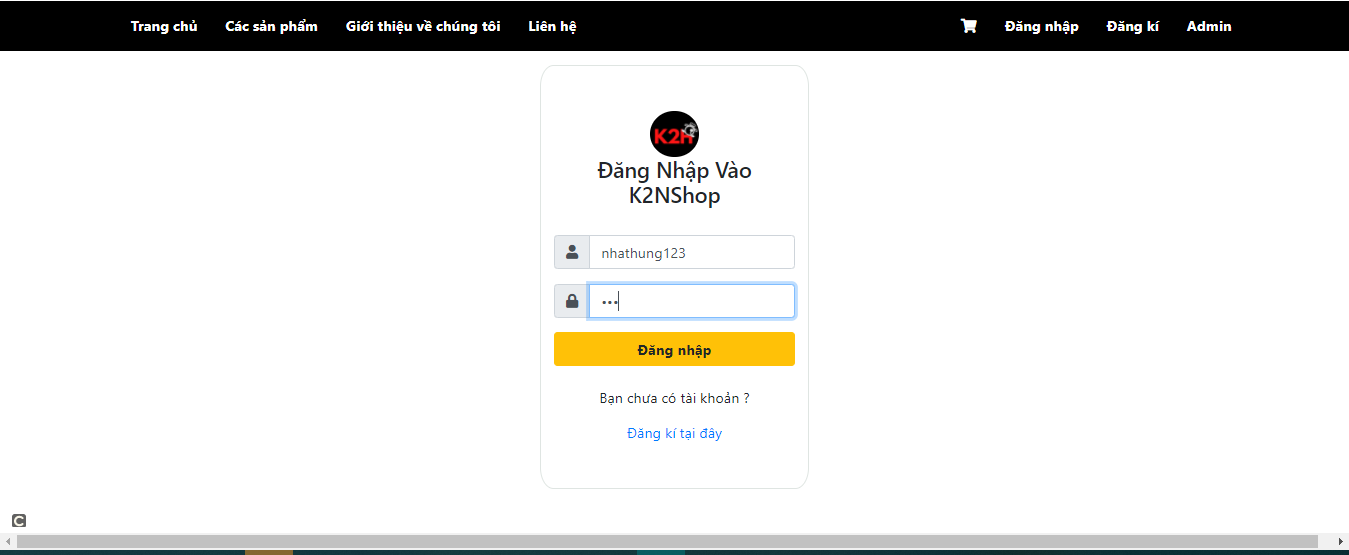 Trang chủ Các sản phẩm Giới thiệu về chúng tôi Liên hệ Đăng nhập Đăng kí Admin
K2N
Đăng Nhập Vào
K2NShop
nhathung123
•••
Đăng nhập
Bạn chưa có tài khoản ?
Đăng kí tại đây
C